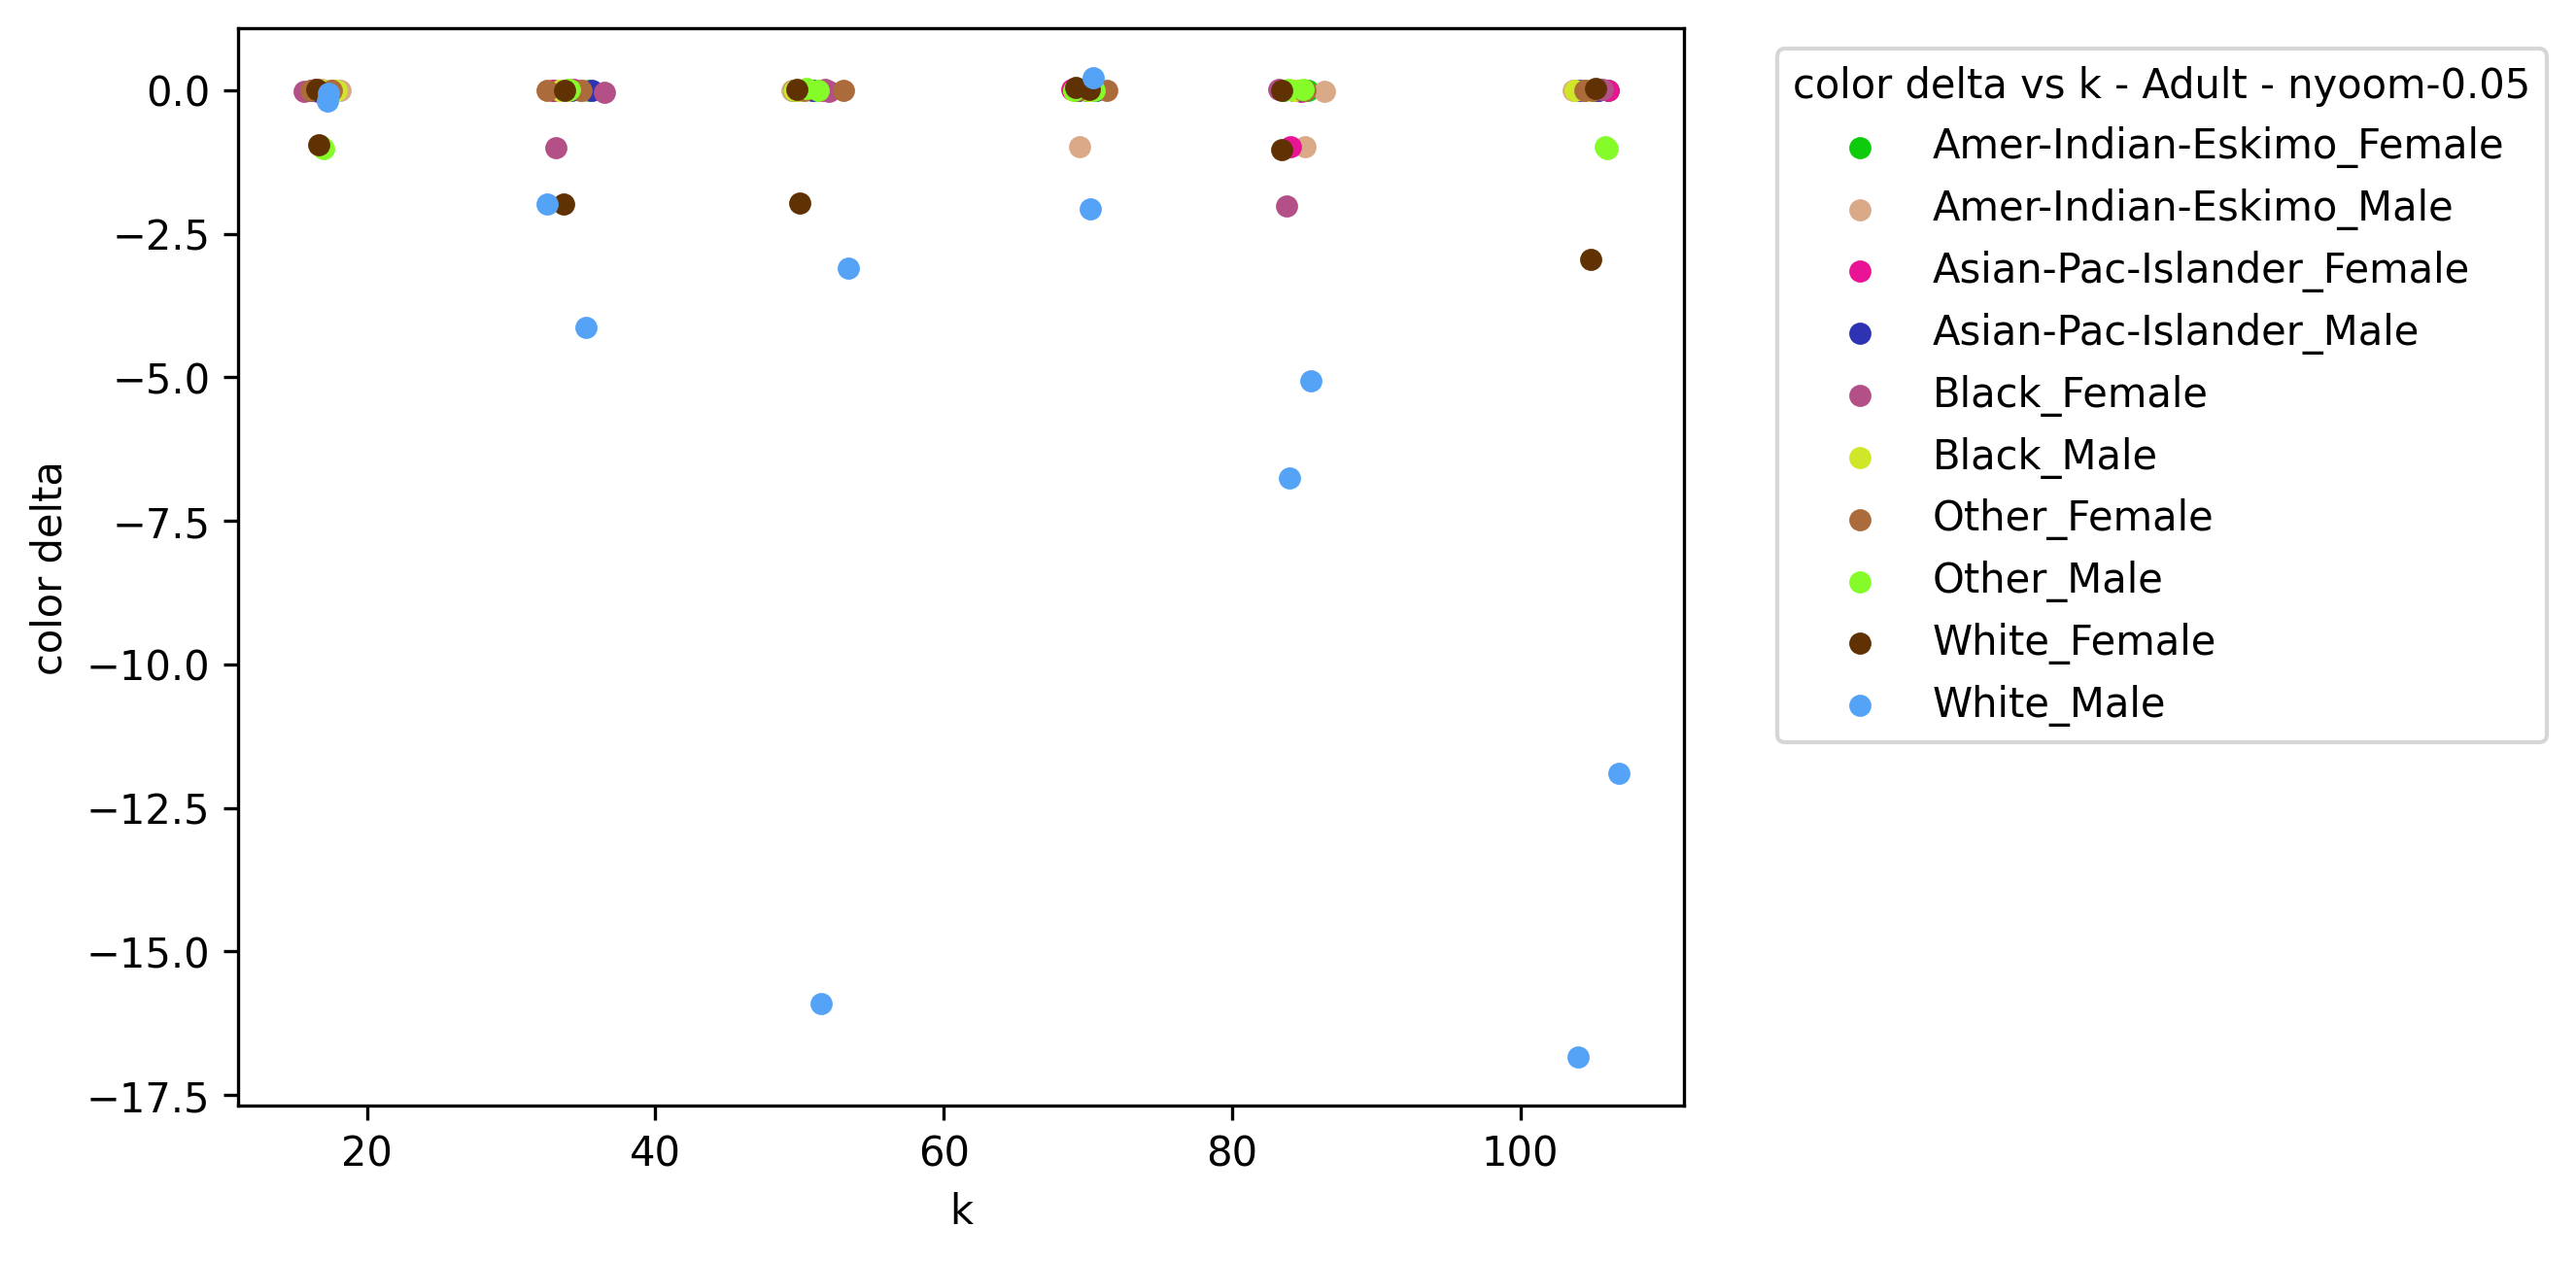 color delta vs k - Adult - nyoom-0.05
Amer-Indian-Eskimo_Female
Amer-Indian-Eskimo_Male
Asian-Pac-Islander_Female
Asian-Pac-Islander_Male
Black_Female
Black_Male
Other_Female
Other_Male
White_Female
White_Male
color delta
0.0
−2.5
−5.0
−7.5
−10.0
−12.5
−15.0
−17.5
20 40 60 80 100
k